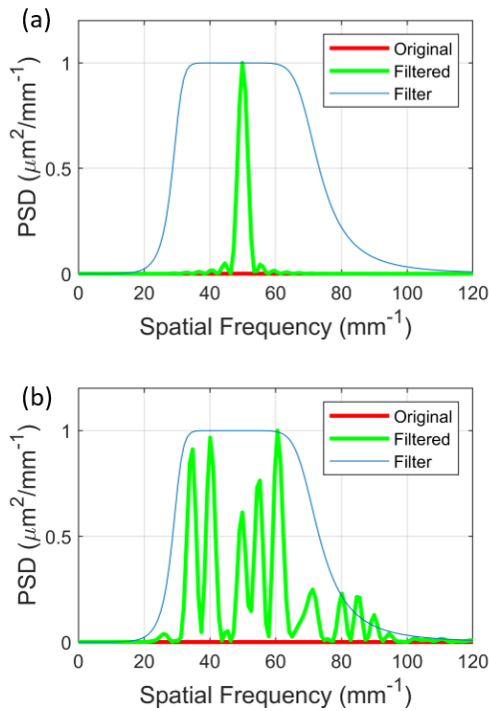 (a)
PSD (μm²/mm⁻¹)
1
0.5
0
Original
Filtered
Filter
0 20 40 60 80 100 120
Spatial Frequency (mm⁻¹)
(b)
PSD (μm²/mm⁻¹)
1
0.5
0
Original
Filtered
Filter
0 20 40 60 80 100 120
Spatial Frequency (mm⁻¹)